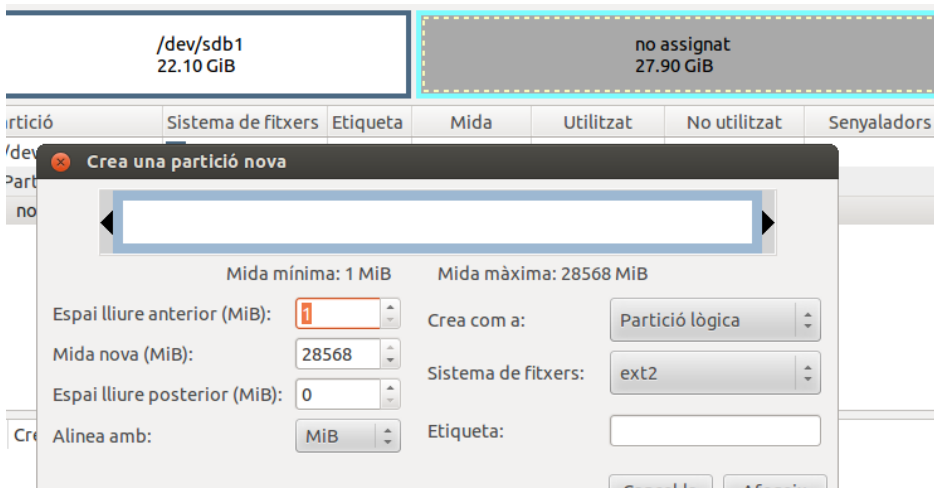 /dev/sdb1
22.10 GiB
no assignat
27.90 GiB
Sistema de fitxers Etiqueta Mida Utilitzat No utilitzat Senyaladors
Crea una partició nova
no
Mida mínima: 1 MiB Mida màxima: 28568 MiB
Espai lliure anterior (MiB): 1 Crea com a: Partició lògica
Mida nova (MiB): 28568
Sistema de fitxers: ext2
Espai lliure posterior (MiB): 0
Alinea amb: MiB Etiqueta: